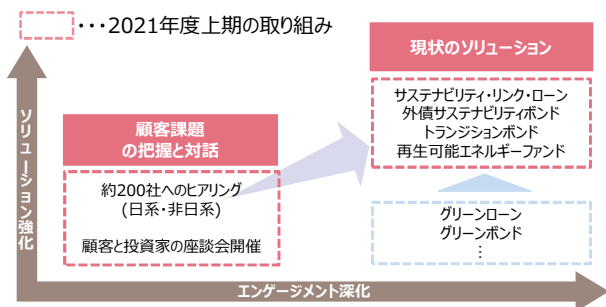 ・・・2021年度上期の取り組み
現状のソリューション
サステナビリティ・リンク・ローン
外債サステナビリティボンド
トランジションボンド
再生可能エネルギーファンド
ソリューション強化
顧客課題
の把握と対話
約200社へのヒアリング
(日系・非日系)
顧客と投資家の座談会開催
グリーンローン
グリーンボンド
⋮
エンゲージメント深化